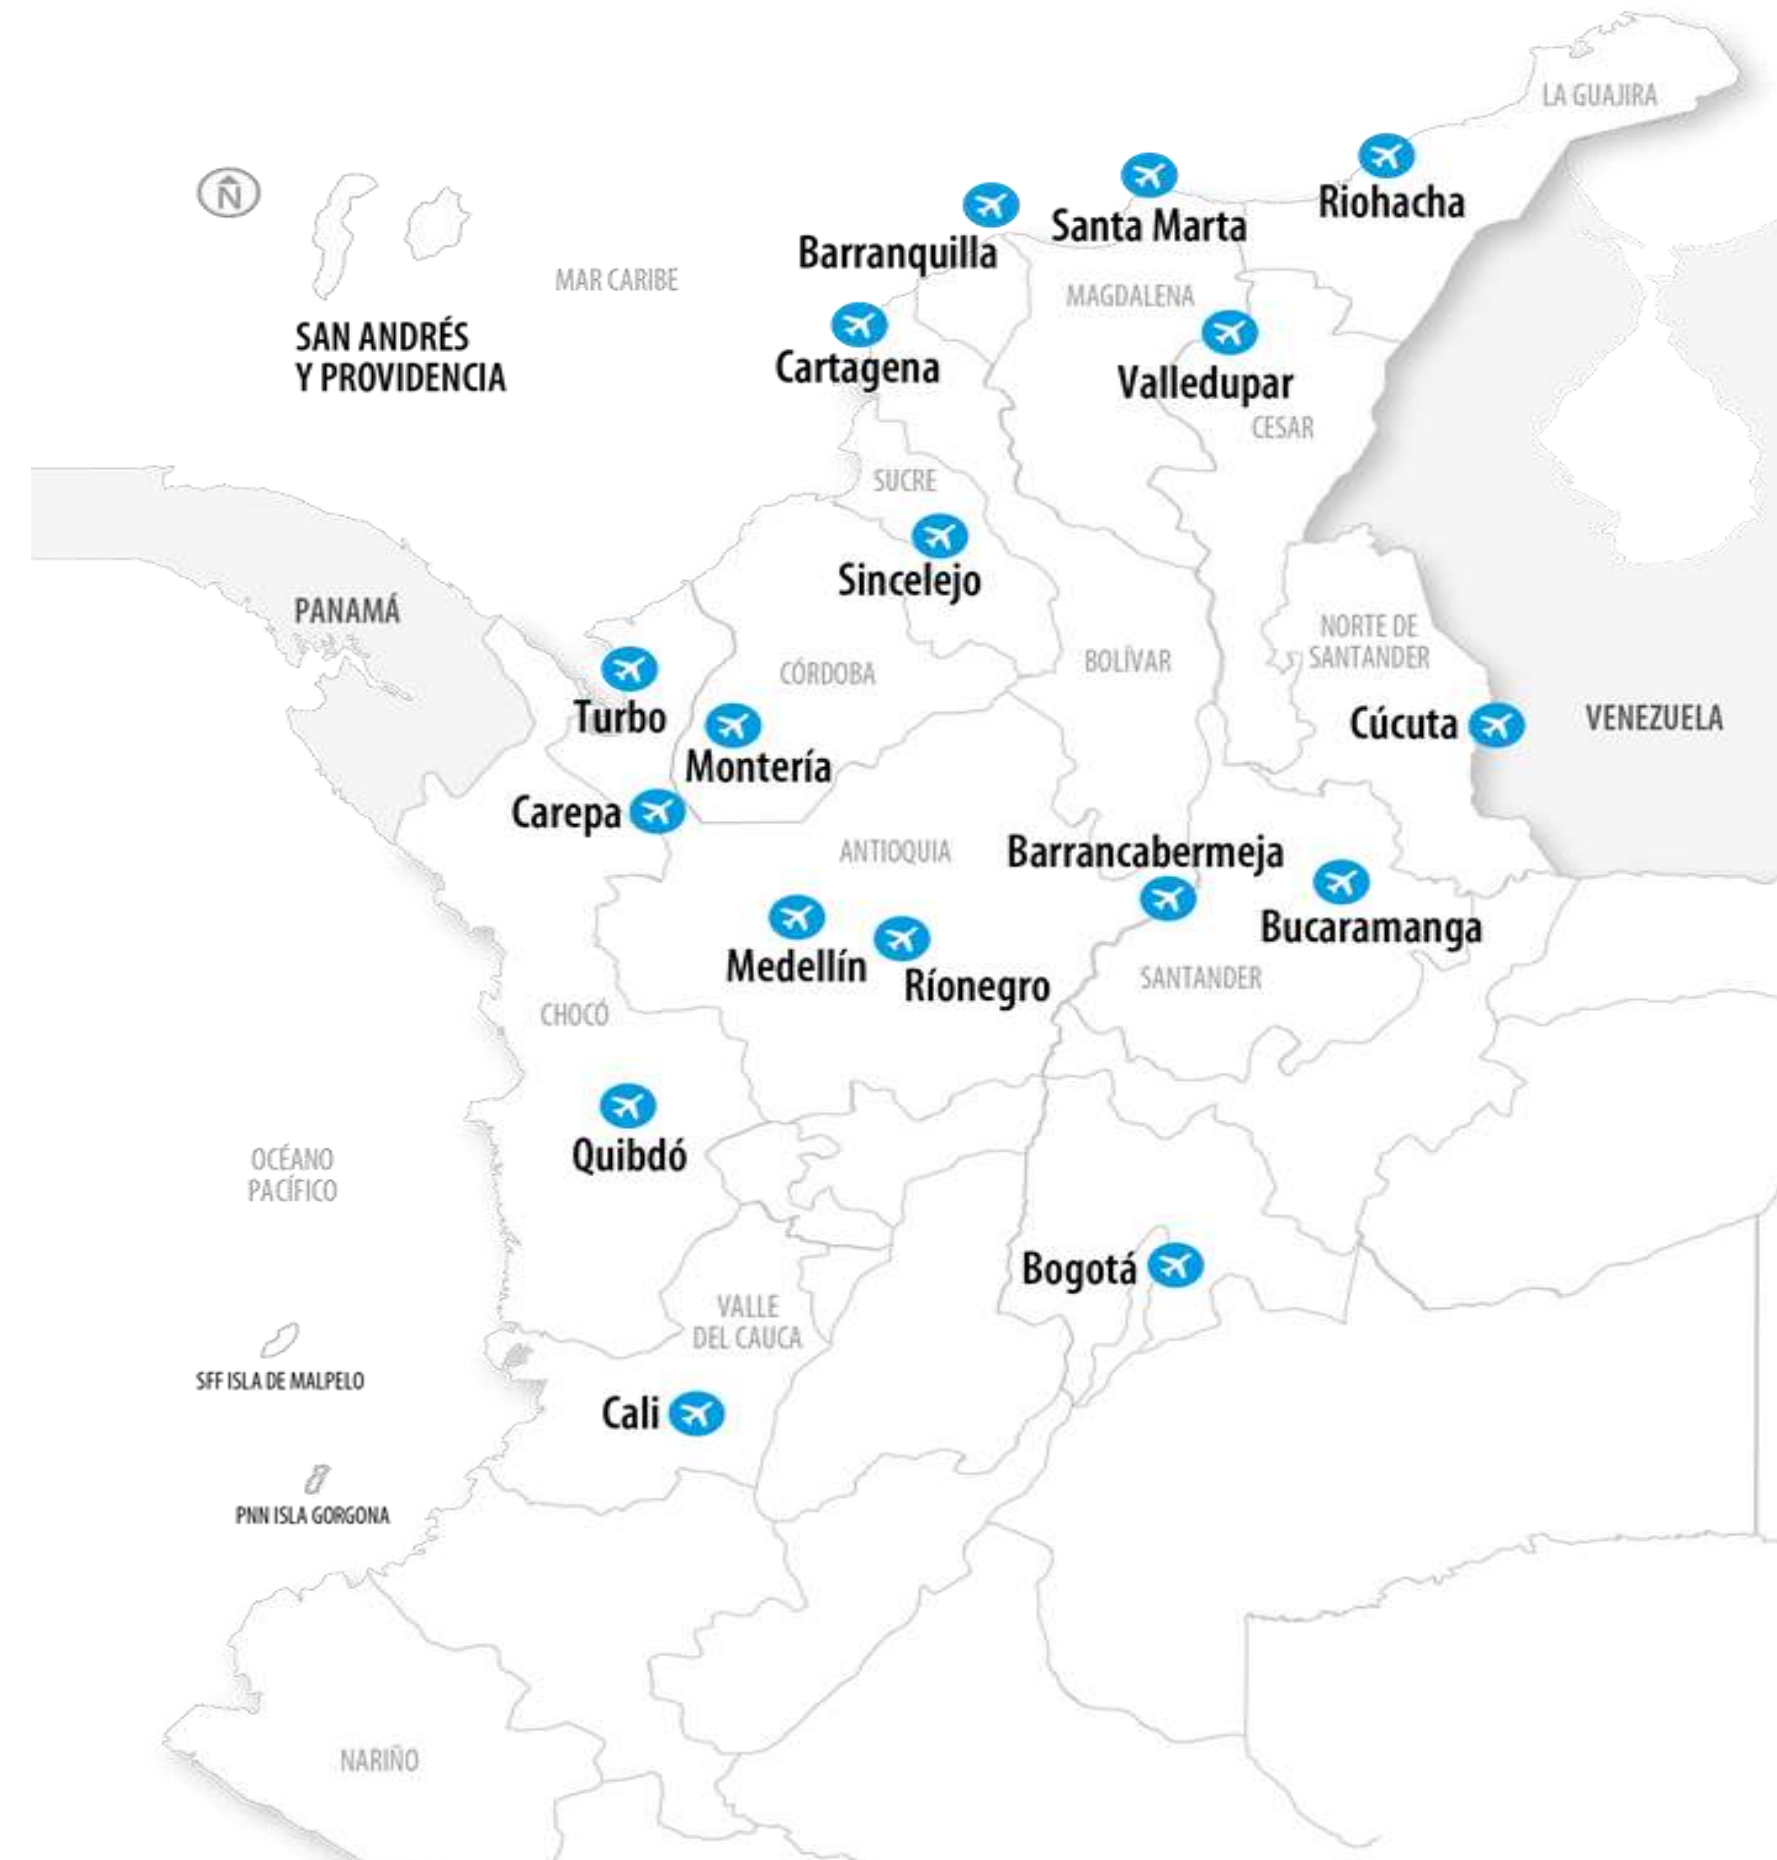 LA GUAJIRA
Riohacha
Santa Marta
Barranquilla
N
MAR CARIBE
MAGDALENA
SAN ANDRÉS
Y PROVIDENCIA
Cartagena
Valledupar
CESAR
SUCRE
Sincelejo
PANAMÁ
NORTE DE
SANTANDER
CÓRDOBA
BOLÍVAR
Turbo
Cúcuta
VENEZUELA
Montería
Carepa
ANTIOQUIA
Barrancabermeja
Bucaramanga
Medellín
Ríonegro
SANTANDER
CHOCÓ
Quibdó
OCÉANO
PACÍFICO
Bogotá
VALLE
DEL CAUCA
SFF ISLA DE MALPELO
Cali
PNN ISLA GORGONA
NARIÑO